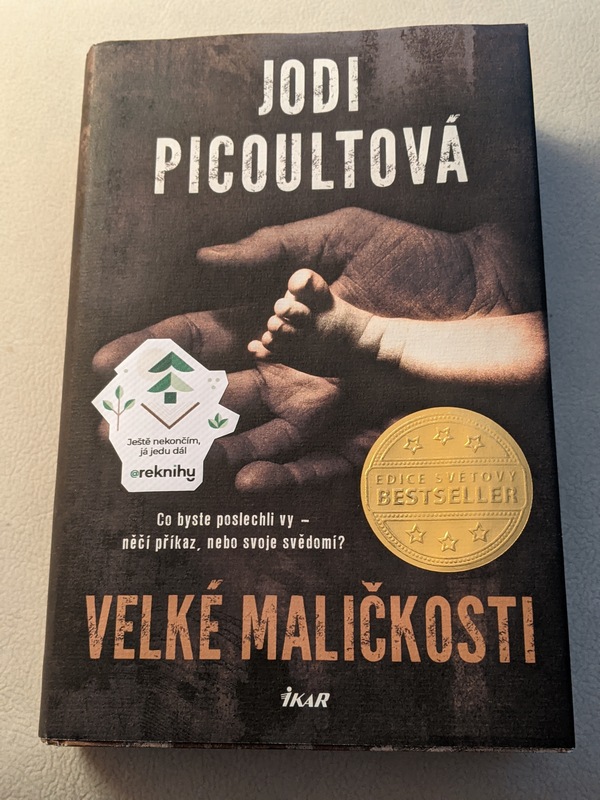 JODI
PICOULTOVÁ
Ještě nekončím,
já jedu dál
@reknihy
EDICE SVĚTOVÝ
BESTSELLER
Co byste poslechli vy –
něčí příkaz, nebo svoje svědomí?
VELKÉ MALIČKOSTI
IKAR